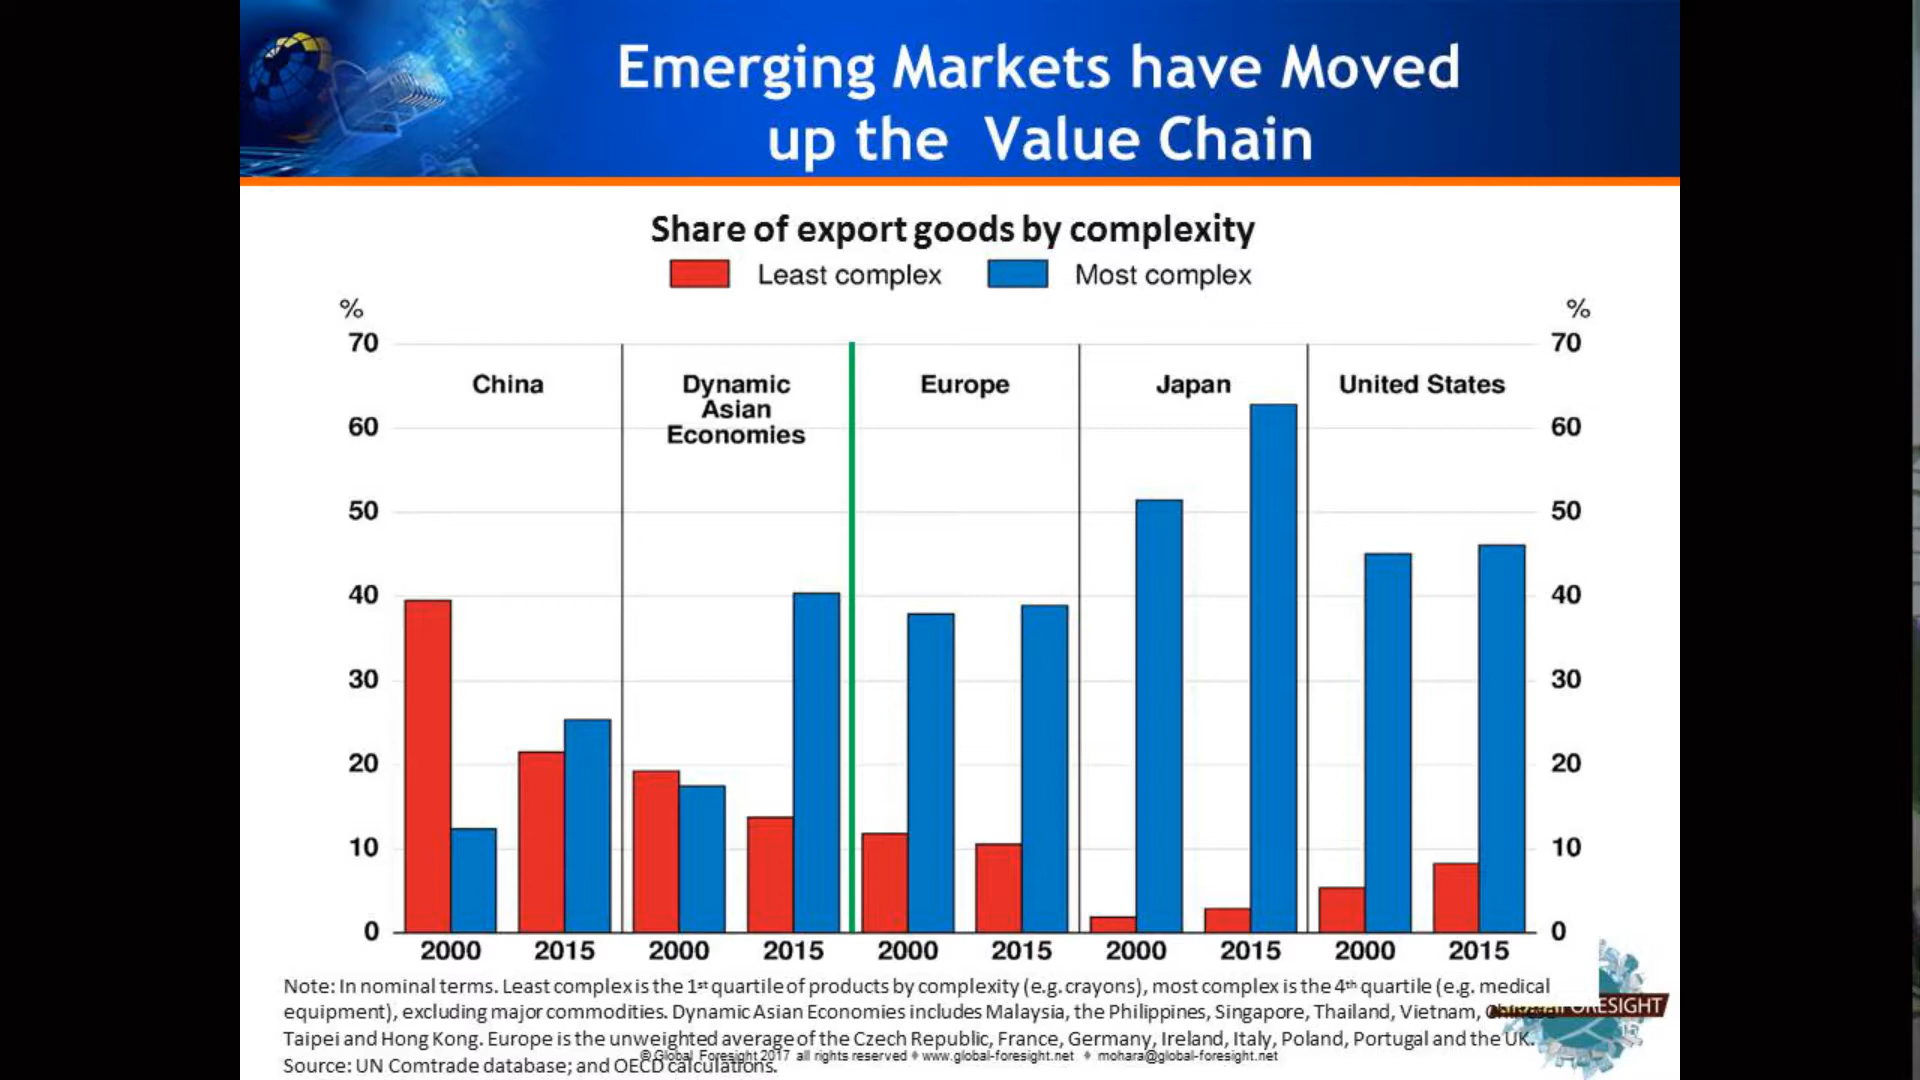 Emerging Markets have Moved
up the Value Chain
Share of export goods by complexity
Least complex Most complex
% %
70 70
China Dynamic Asian Economies Europe Japan United States
60 60
50 50
40 40
30 30
20 20
10 10
0 0
2000 2015 2000 2015 2000 2015 2000 2015 2000 2015
Note: In nominal terms. Least complex is the 1st quartile of products by complexity (e.g. crayons), most complex is the 4th quartile (e.g. medical
equipment), excluding major commodities. Dynamic Asian Economies includes Malaysia, the Philippines, Singapore, Thailand, Vietnam,
Taipei and Hong Kong. Europe is the unweighted average of the Czech Republic, France, Germany, Ireland, Italy, Poland, Portugal and the UK.
© Global Foresight 2017 all rights reserved ♦ www.global-foresight.net ♦ mohara@global-foresight.net
Source: UN Comtrade database; and OECD calculations.